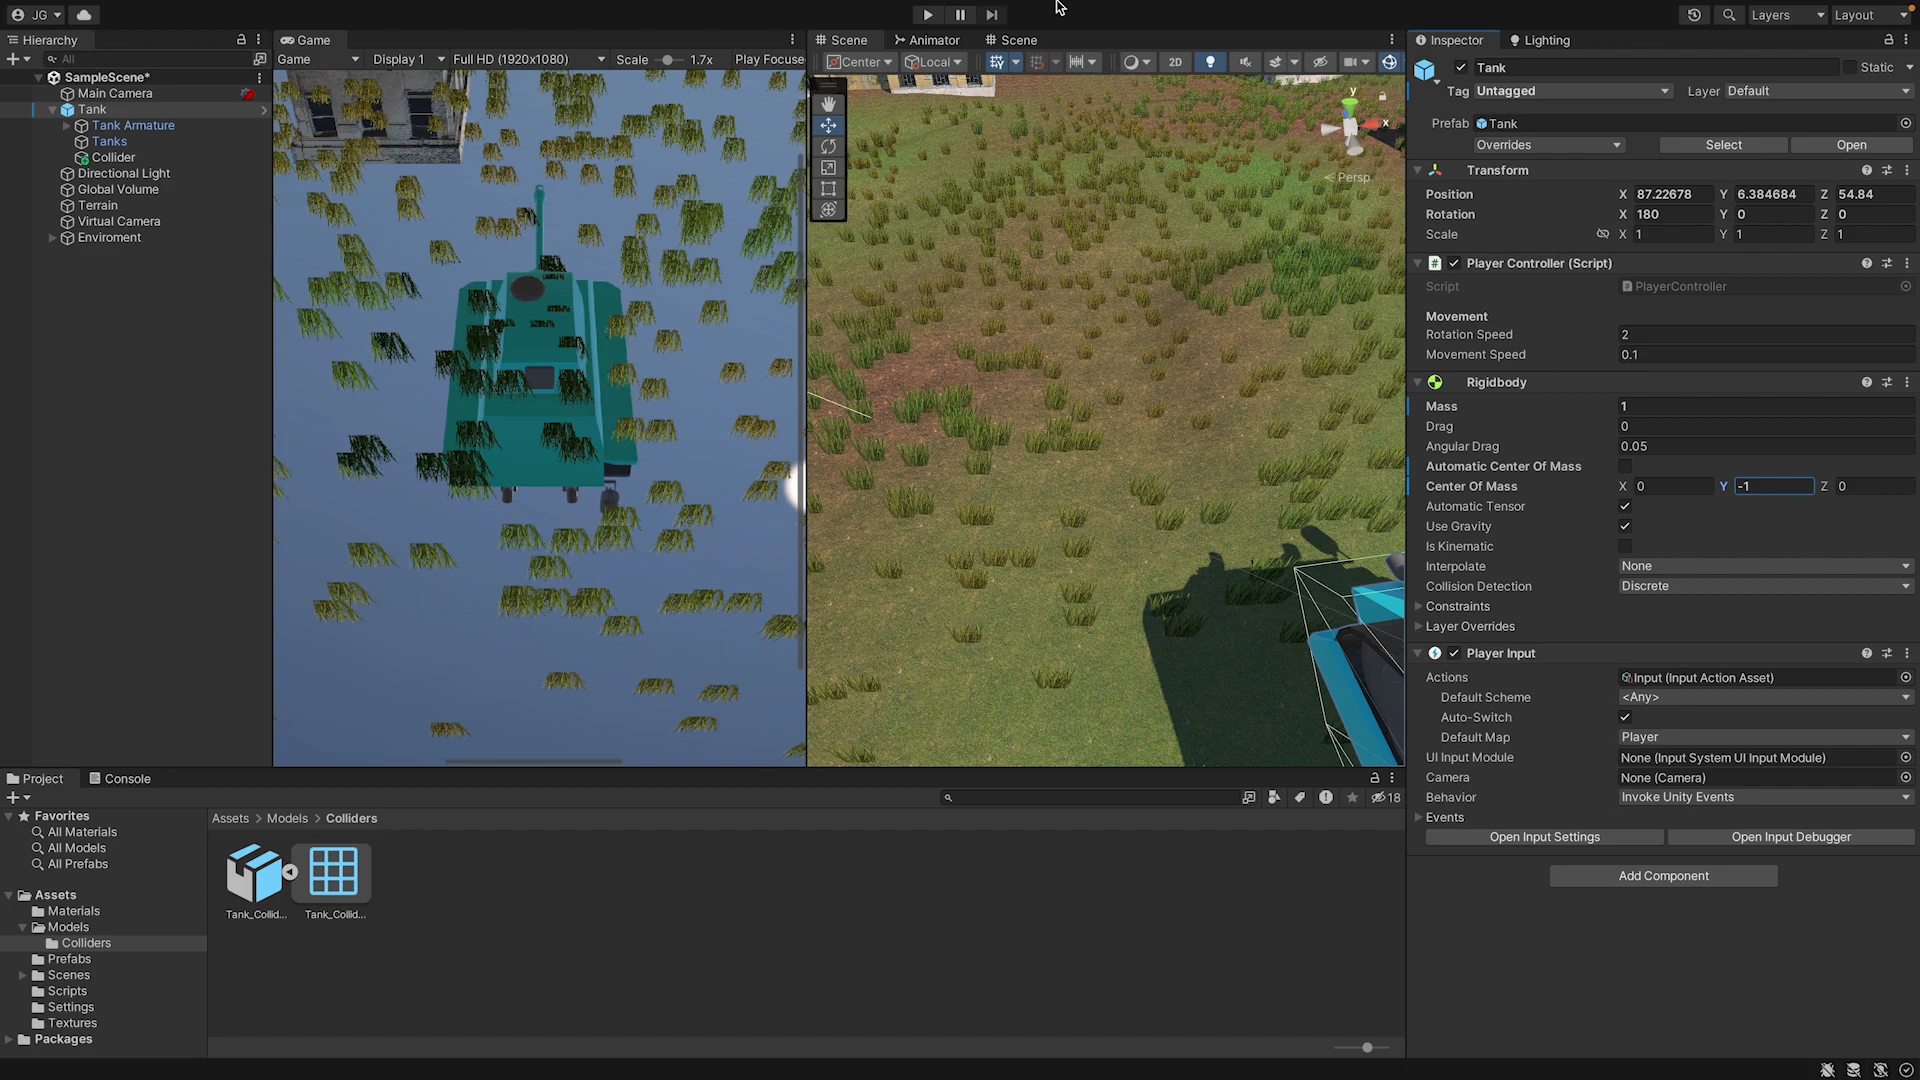 JG
Layers
Layout
Hierarchy
All
SampleScene*
Main Camera
Tank
Tank Armature
Tanks
Collider
Directional Light
Global Volume
Terrain
Virtual Camera
Enviroment
Game
Game
Display 1
Full HD (1920x1080)
Scale
1.7x
Play Focuse
Scene
Animator
Scene
Center
Local
2D
y
x
< Persp
Inspector
Lighting
Tank
Static
Tag
Untagged
Layer
Default
Prefab
Tank
Overrides
Select
Open
Transform
Position X 87.22678 Y 6.384684 Z 54.84
Rotation X 180 Y 0 Z 0
Scale X 1 Y 1 Z 1
Player Controller (Script)
Script PlayerController
Movement
Rotation Speed 2
Movement Speed 0.1
Rigidbody
Mass 1
Drag 0
Angular Drag 0.05
Automatic Center Of Mass
Center Of Mass X 0 Y -1 Z 0
Automatic Tensor
Use Gravity
Is Kinematic
Interpolate None
Collision Detection Discrete
Constraints
Layer Overrides
Player Input
Actions Input (Input Action Asset)
Default Scheme <Any>
Auto-Switch
Default Map Player
UI Input Module None (Input System UI Input Module)
Camera None (Camera)
Behavior Invoke Unity Events
Events
Open Input Settings
Open Input Debugger
Add Component
Project
Console
18
Favorites
All Materials
All Models
All Prefabs
Assets
Materials
Models
Colliders
Prefabs
Scenes
Scripts
Settings
Textures
Packages
Assets > Models > Colliders
Tank_Collid...
Tank_Collid...